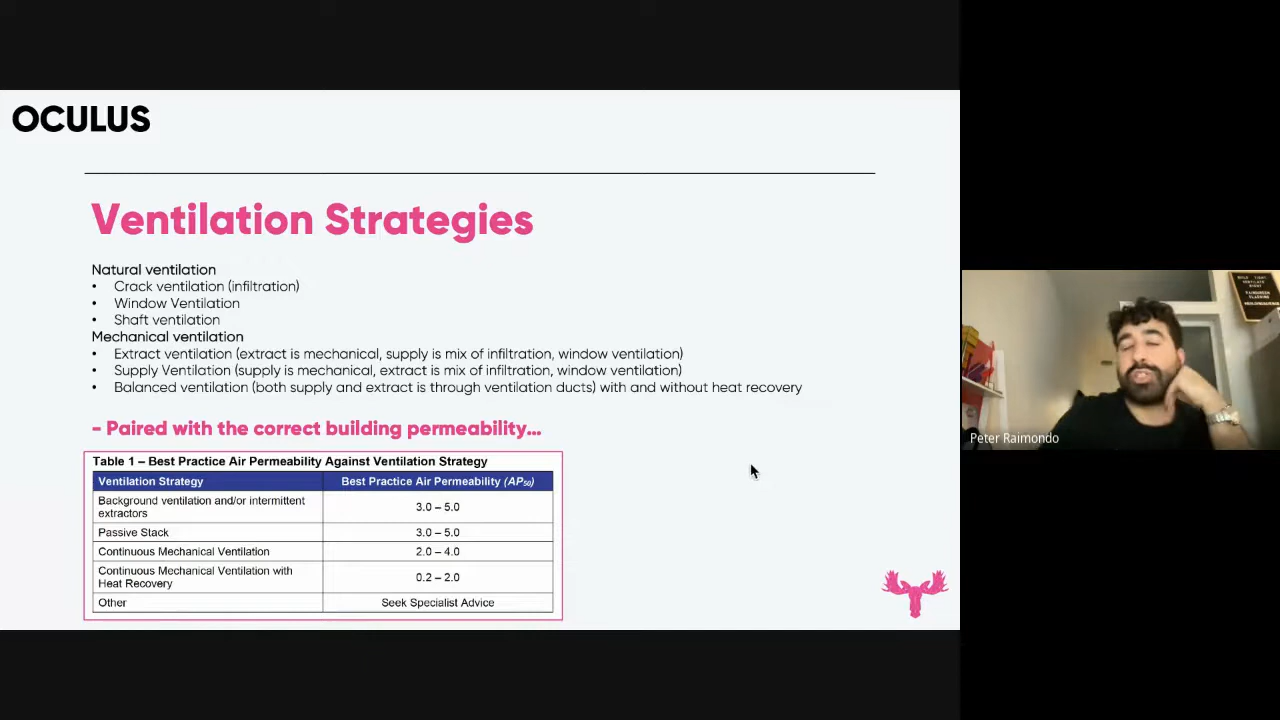 OCULUS
Ventilation Strategies
Natural ventilation
• Crack ventilation (infiltration)
• Window Ventilation
• Shaft ventilation
Mechanical ventilation
• Extract ventilation (extract is mechanical, supply is mix of infiltration, window ventilation)
• Supply Ventilation (supply is mechanical, extract is mix of infiltration, window ventilation)
• Balanced ventilation (both supply and extract is through ventilation ducts) with and without heat recovery
- Paired with the correct building permeability...
Table 1 – Best Practice Air Permeability Against Ventilation Strategy
Ventilation Strategy Best Practice Air Permeability (AP50)
Background ventilation and/or intermittent
extractors 3.0 – 5.0
Passive Stack 3.0 – 5.0
Continuous Mechanical Ventilation 2.0 – 4.0
Continuous Mechanical Ventilation with
Heat Recovery 0.2 – 2.0
Other Seek Specialist Advice
Peter Raimondo